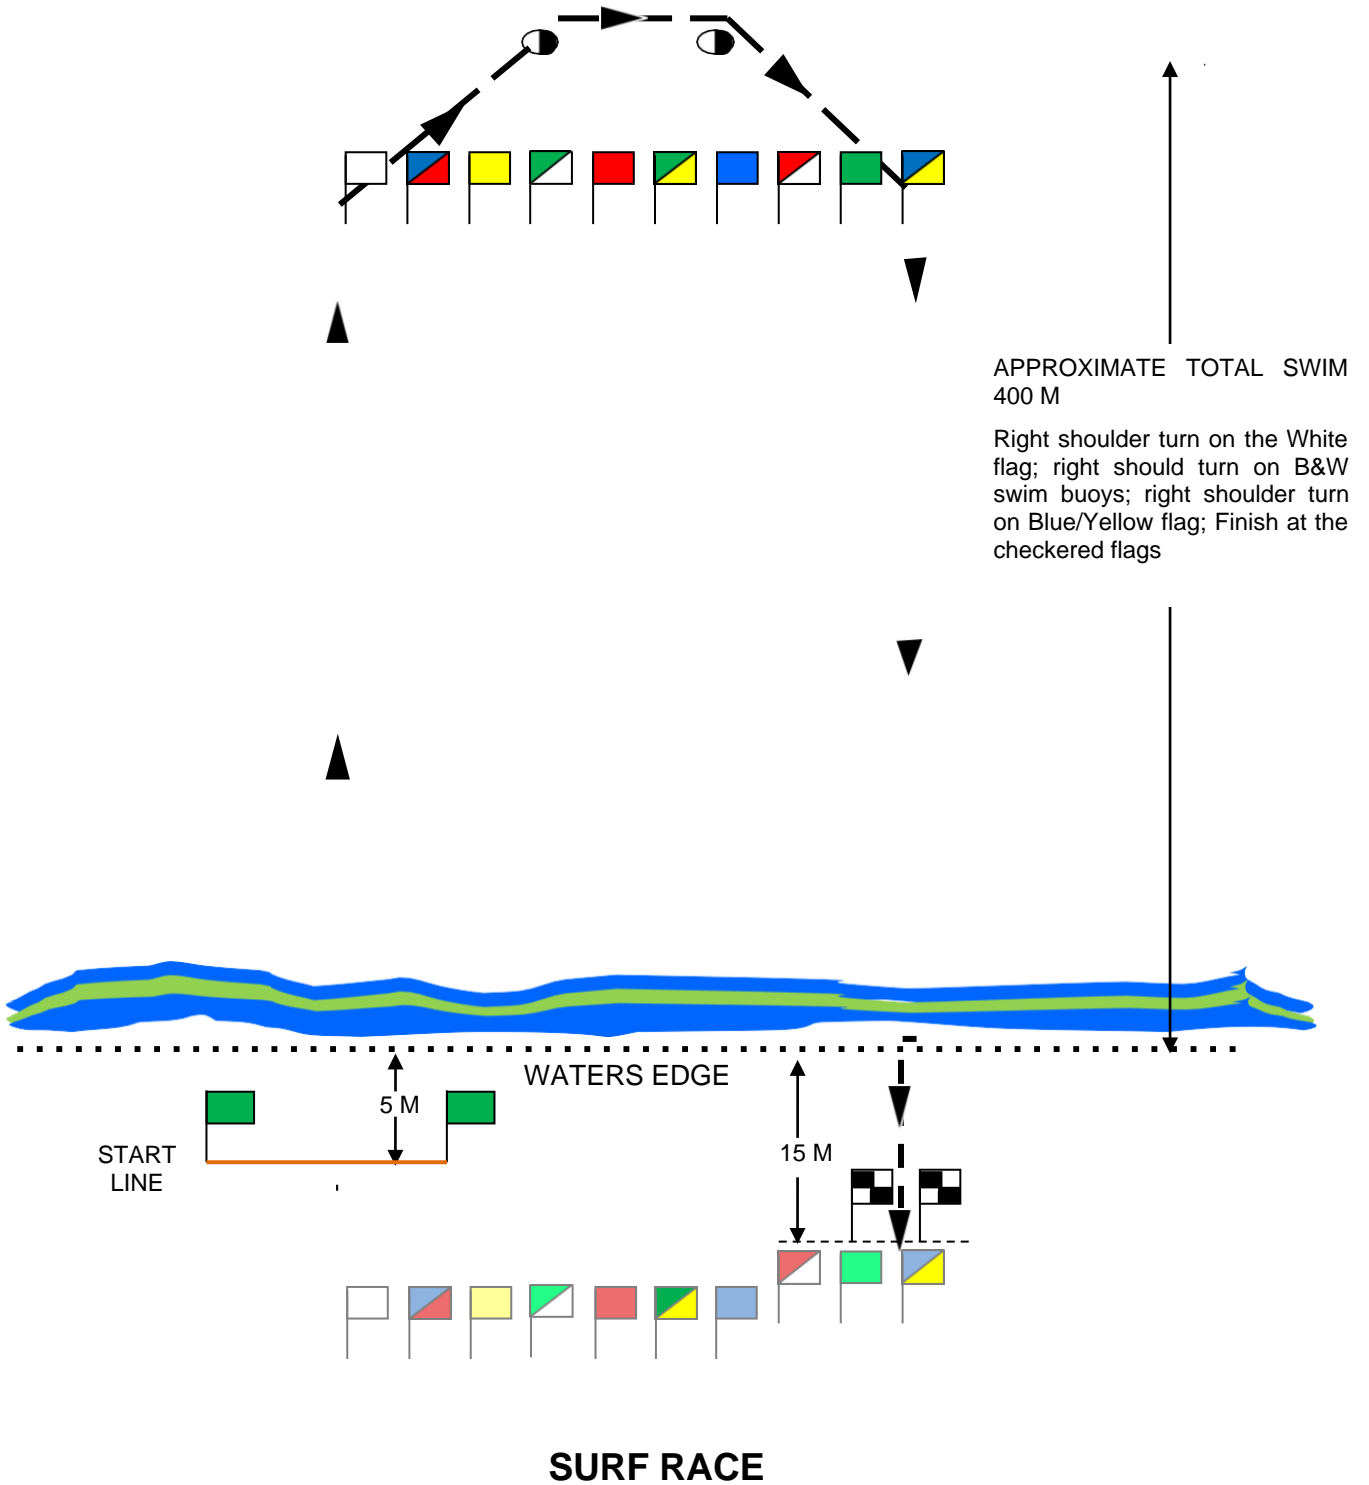 APPROXIMATE TOTAL SWIM
400 M
Right shoulder turn on the White
flag; right should turn on B&W
swim buoys; right shoulder turn
on Blue/Yellow flag; Finish at the
checkered flags
WATERS EDGE
5 M
START
LINE
15 M
SURF RACE